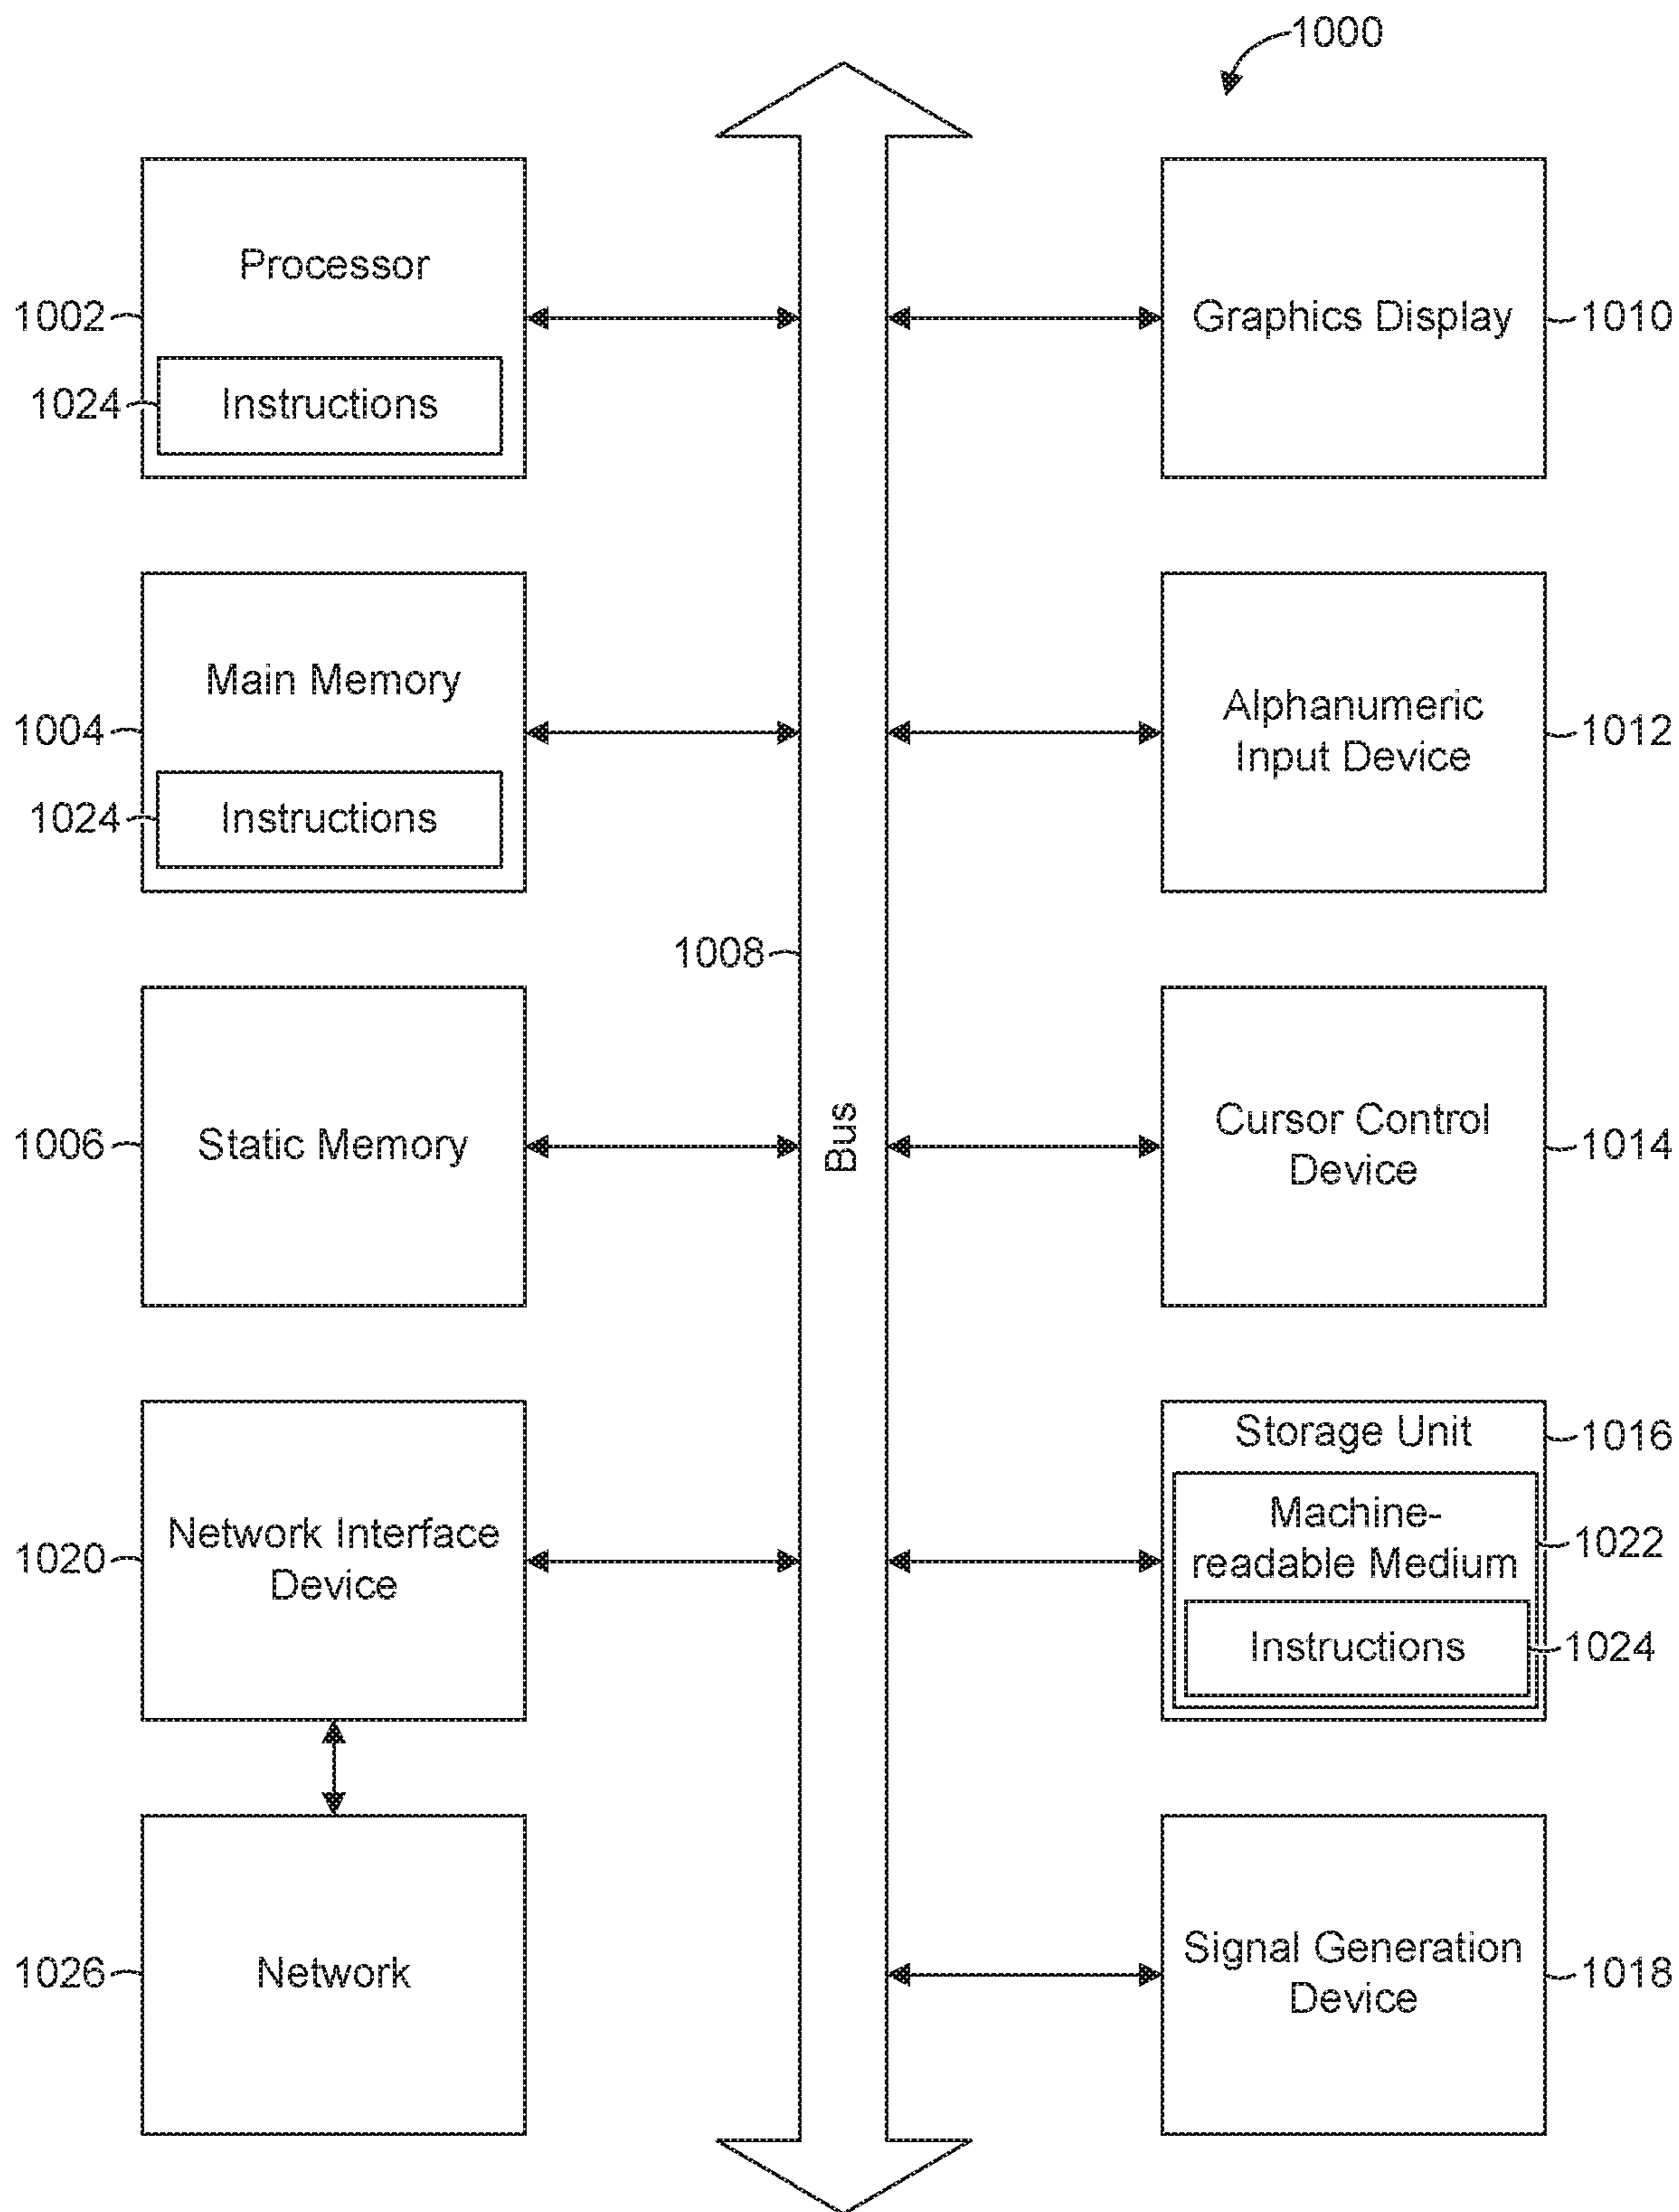 1000
Processor
1002
1024
Instructions
Graphics Display
1010
Main Memory
1004
1024
Instructions
Alphanumeric
Input Device
1012
1008
Bus
Static Memory
1006
Cursor Control
Device
1014
Network Interface
Device
1020
Storage Unit
1016
Machine-
readable Medium
1022
Instructions
1024
Network
1026
Signal Generation
Device
1018